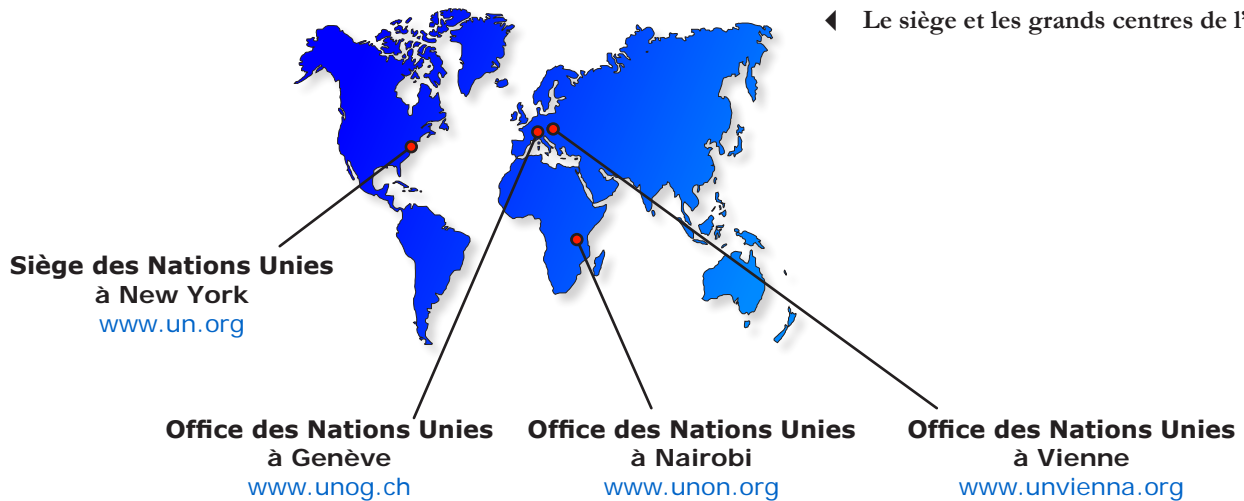 ◀ Le siège et les grands centres de l'
Siège des Nations Unies
à New York
www.un.org
Office des Nations Unies
à Genève
www.unog.ch
Office des Nations Unies
à Nairobi
www.unon.org
Office des Nations Unies
à Vienne
www.unvienna.org